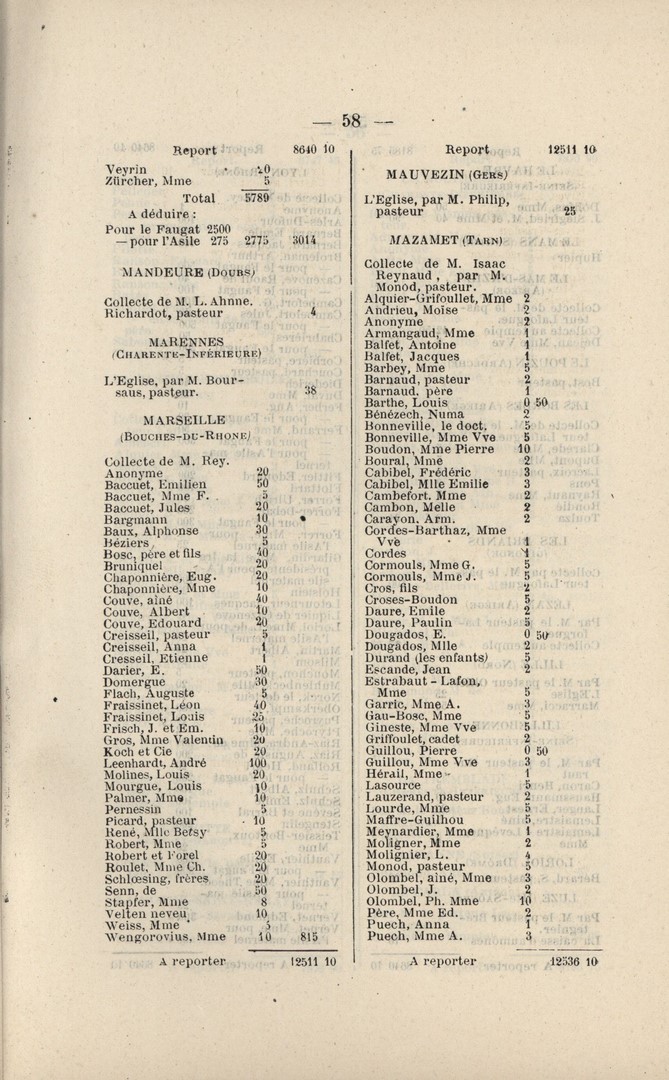 — 58 —
Report 8640 10
Veyrin 20
Zürcher, Mme 5
Total 5789
A déduire :
Pour le Faugat 2500
— pour l'Asile 275 2775 3014
MANDEURE (DOUBS)
Collecte de M. L. Ahnne.
Richardot, pasteur 4
MARENNES
(CHARENTE-INFÉRIEURE)
L'Eglise, par M. Bour-
saus, pasteur. 38
MARSEILLE
(BOUCHES-DU-RHONE)
Collecte de M. Rey.
Anonyme 20
Baccuet, Emilien 50
Baccuet, Mme F. 5
Baccuet, Jules 20
Bargmann 10
Baux, Alphonse 30
Béziers 5
Bosc, père et fils 40
Bruniquel 20
Chaponnière, Eug. 20
Chaponnière, Mme 10
Couve, aîné 40
Couve, Albert 10
Couve, Edouard 20
Creisseil, pasteur 5
Creisseil, Anna 1
Cresseil, Etienne 1
Darier, E. 50
Domergue 30
Flach, Auguste 5
Fraissinet, Léon 40
Fraissinet, Louis 25
Frisch, J. et Em. 10
Gros, Mme Valentin 20
Koch et Cie 20
Leenhardt, André 100
Molines, Louis 20
Mourgue, Louis 10
Palmer, Mme 10
Pernessin 5
Picard, pasteur 10
René, Mlle Betsy 5
Robert, Mme 5
Robert et Forel 20
Roulet, Mme Ch. 20
Schlœsing, frères 20
Senn, de 50
Stapfer, Mme 8
Velten neveu 10
Weiss, Mme 5
Wengorovius, Mme 10 815
A reporter 12511 10
Report 12511 10
MAUVEZIN (GERS)
L'Eglise, par M. Philip,
pasteur 25
MAZAMET (TARN)
Collecte de M. Isaac
Reynaud, par M.
Monod, pasteur.
Alquier-Grifoullet, Mme 2
Andrieu, Moïse 2
Anonyme 2
Armangaud, Mme 1
Balfet, Antoine 1
Balfet, Jacques 1
Barbey, Mme 5
Barnaud, pasteur 2
Barnaud, père 1
Barthe, Louis 0 50
Bénézech, Numa 2
Bonneville, le doct. 5
Bonneville, Mme Vve 5
Boudon, Mme Pierre 10
Boural, Mme 2
Cabibel, Frédéric 3
Cabibel, Mlle Emilie 3
Cambefort, Mme 2
Cambon, Melle 2
Carayon, Arm. 2
Cordes-Barthaz, Mme
Vve 1
Cordes 1
Cormouls, Mme G. 5
Cormouls, Mme J. 5
Cros, fils 2
Croses-Boudon 5
Daure, Emile 2
Daure, Paulin 5
Dougados, E. 0 50
Dougados, Mlle 2
Durand (les enfants) 5
Escande, Jean 2
Estrabaut - Lafon,
Mme 5
Garric, Mme A. 3
Gau-Bosc, Mme 5
Gineste, Mme Vve 5
Griffoulet, cadet 2
Guillou, Pierre 0 50
Guillou, Mme Vve 3
Hérail, Mme 1
Lasource 5
Lauzerand, pasteur 2
Lourde, Mme 5
Maffre-Guilhou 5
Meynardier, Mme 1
Moligner, Mme 2
Molignier, L. 4
Monod, pasteur 5
Olombel, aîné, Mme 3
Olombel, J. 2
Olombel, Ph. Mme 10
Père, Mme Ed. 2
Puech, Anna 1
Puech, Mme A. 3
A reporter 12536 10